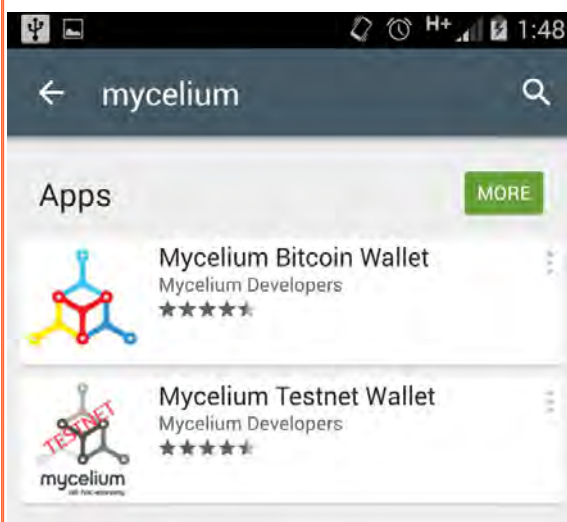 H+ 1:48
mycelium
Apps
MORE
Mycelium Bitcoin Wallet
Mycelium Developers
Mycelium Testnet Wallet
Mycelium Developers
TESTNET
mycelium